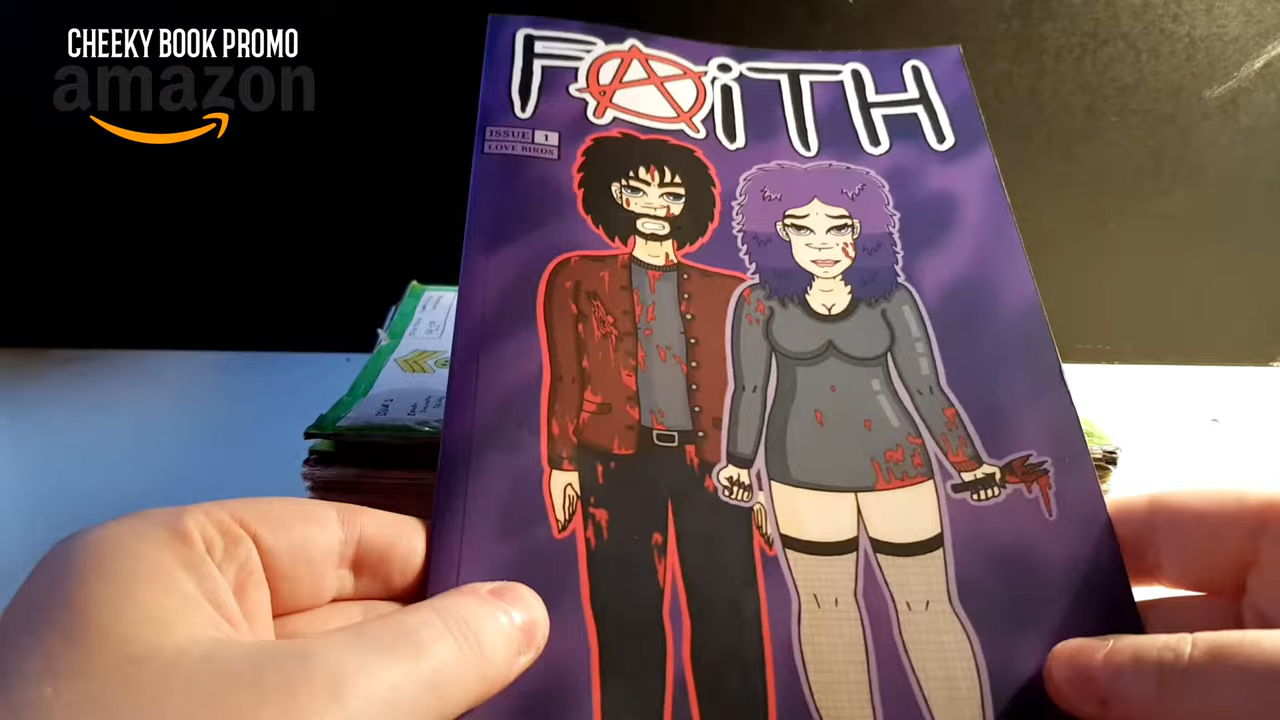 CHEEKY BOOK PROMO
amazon
FAiTH
ISSUE 1
LOVE BIRDS